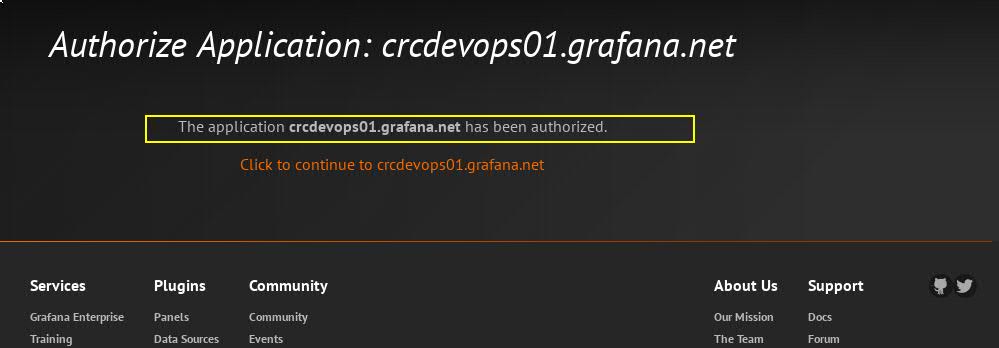 Authorize Application: crcdevops01.grafana.net
The application crcdevops01.grafana.net has been authorized.
Click to continue to crcdevops01.grafana.net
Services Plugins Community About Us Support
Grafana Enterprise Panels Community Our Mission Docs
Training Data Sources Events The Team Forum